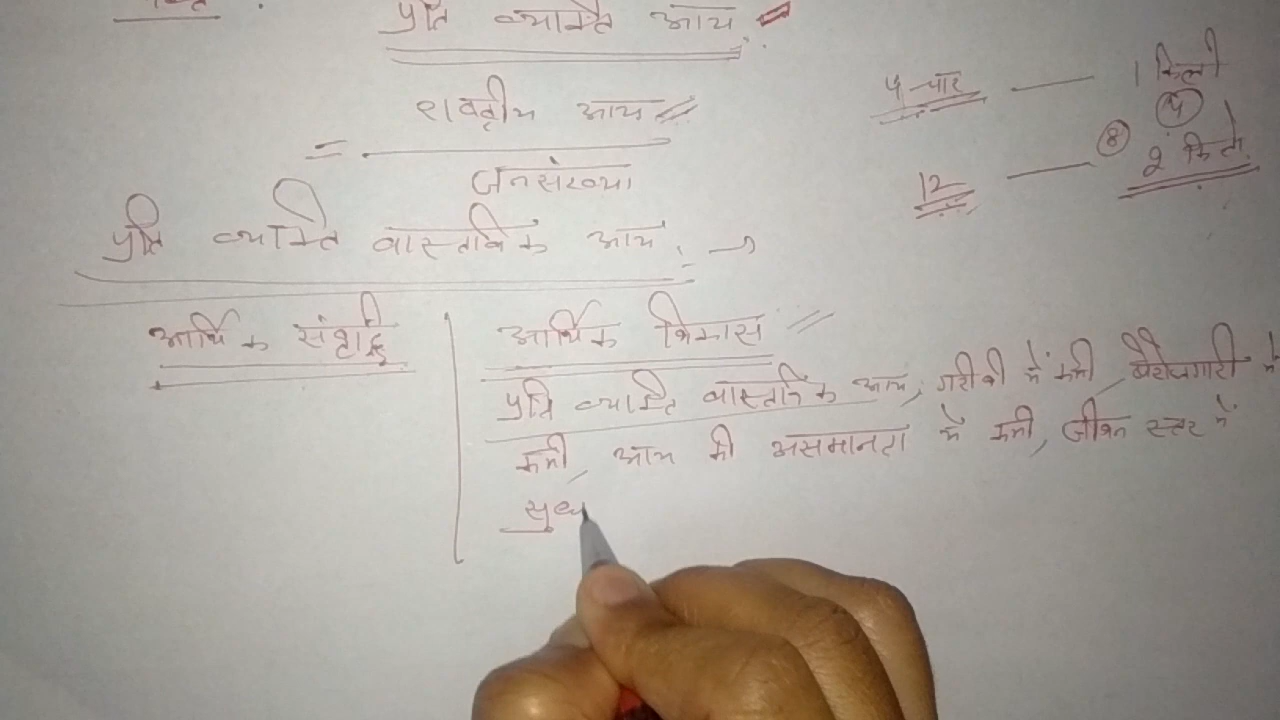 प्रति व्यक्ति आय
= राष्ट्रीय आय
जनसंख्या
प्रति व्यक्ति वास्तविक आय
4 - चार — 1 किलो
4
12 — 8 2 किलो
आर्थिक संवृद्धि
आर्थिक विकास
प्रति व्यक्ति वास्तविक आय, गरीबी में कमी, बेरोजगारी में
कमी, आय की असमानता में कमी, जीवन स्तर में
सुधा